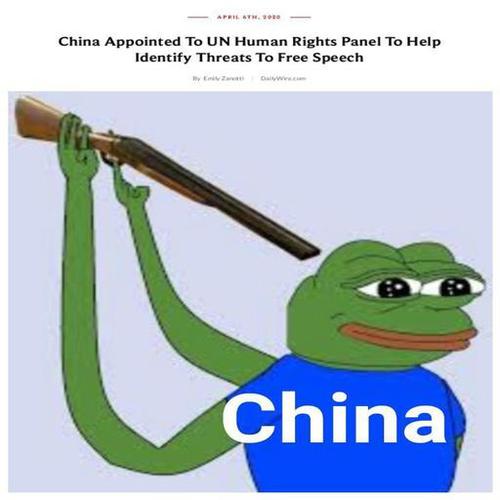 APRIL 6TH, 2020
China Appointed To UN Human Rights Panel To Help
Identify Threats To Free Speech
By Emily Zanotti | DailyWire.com
China